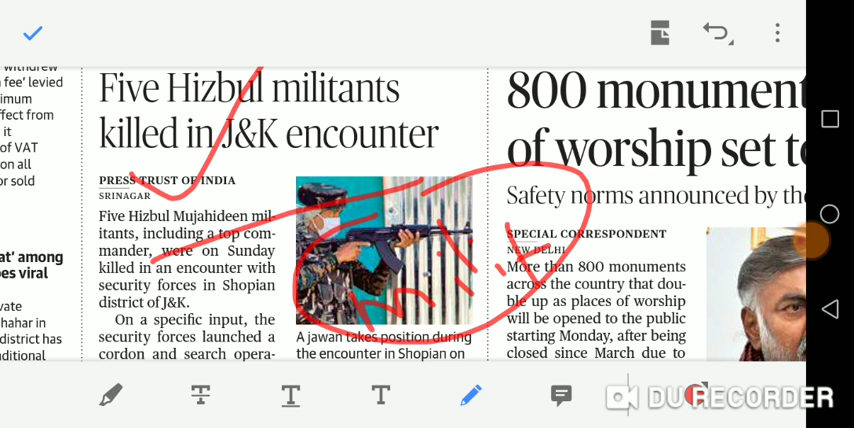 withdrew
fee' levied
imum
ffect from
it
of VAT
on all
or sold
at' among
oes viral
vate
hahar in
district has
ditional
Five Hizbul militants
killed in J&K encounter
PRESS TRUST OF INDIA
SRINAGAR
Five Hizbul Mujahideen mil-
itants, including a top com-
mander, were on Sunday
killed in an encounter with
security forces in Shopian
district of J&K.
On a specific input, the
security forces launched a
cordon and search opera-
A jawan takes position during
the encounter in Shopian on
800 monument
of worship set to
Safety norms announced by the
SPECIAL CORRESPONDENT
NEW DELHI
More than 800 monuments
across the country that dou-
ble up as places of worship
will be opened to the public
starting Monday, after being
closed since March due to
T
T
T
DU RECORDER